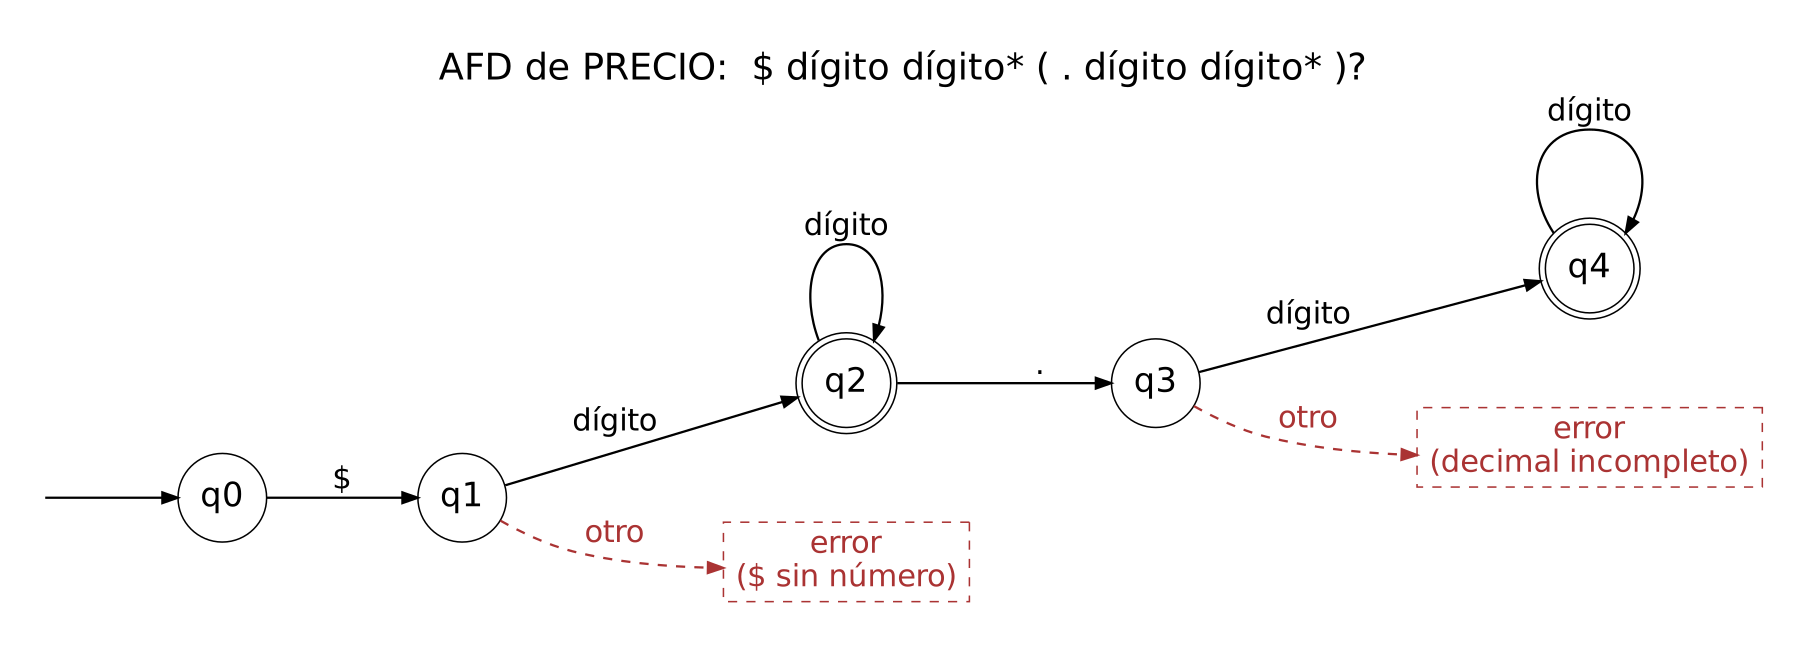 AFD de PRECIO:  $ dígito dígito* ( . dígito dígito* )?
dígito
dígito
q4
dígito
q2
.
q3
dígito
otro
error
(decimal incompleto)
q0
$
q1
otro
error
($ sin número)